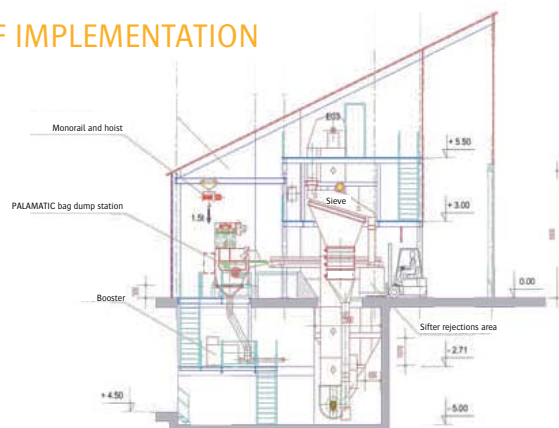 F IMPLEMENTATION
Monorail and hoist
E03
+ 5.50
PALAMATIC bag dump station
1.5t
Sieve
+ 3.00
0.00
Booster
Sifter rejections area
- 2.71
+ 4.50
- 5.00